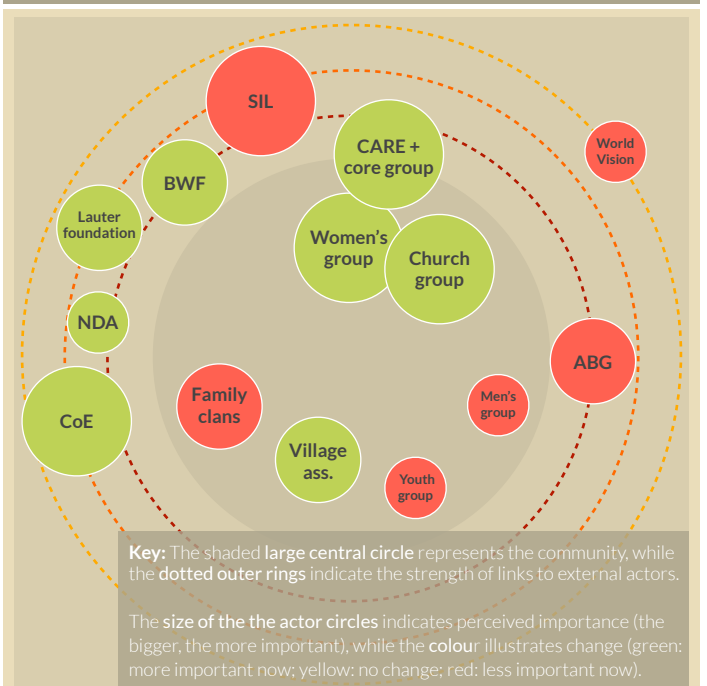 SIL
CARE +
core group
World
Vision
BWF
Lauter
foundation
Women's
group
Church
group
NDA
ABG
CoE
Family
clans
Men's
group
Village
ass.
Youth
group
Key: The shaded large central circle represents the community, while
the dotted outer rings indicate the strength of links to external actors.
The size of the the actor circles indicates perceived importance (the
bigger, the more important), while the colour illustrates change (green:
more important now; yellow: no change; red: less important now).